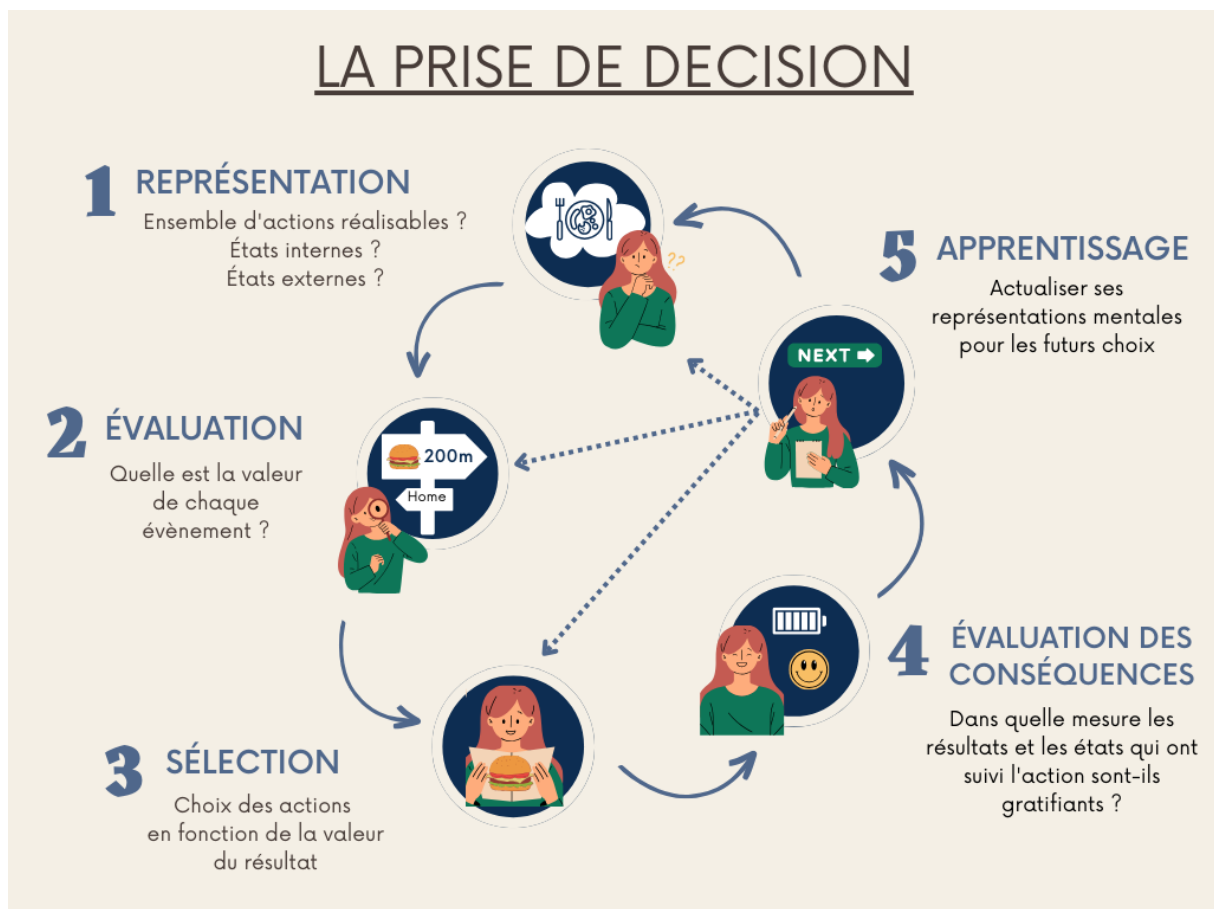 LA PRISE DE DECISION
1 REPRÉSENTATION
Ensemble d'actions réalisables ?
États internes ?
États externes ?
??
2 ÉVALUATION
Quelle est la valeur
de chaque
évènement ?
200m
Home
3 SÉLECTION
Choix des actions
en fonction de la valeur
du résultat
4 ÉVALUATION DES
CONSÉQUENCES
Dans quelle mesure les
résultats et les états qui ont
suivi l'action sont-ils
gratifiants ?
5 APPRENTISSAGE
Actualiser ses
représentations mentales
pour les futurs choix
NEXT